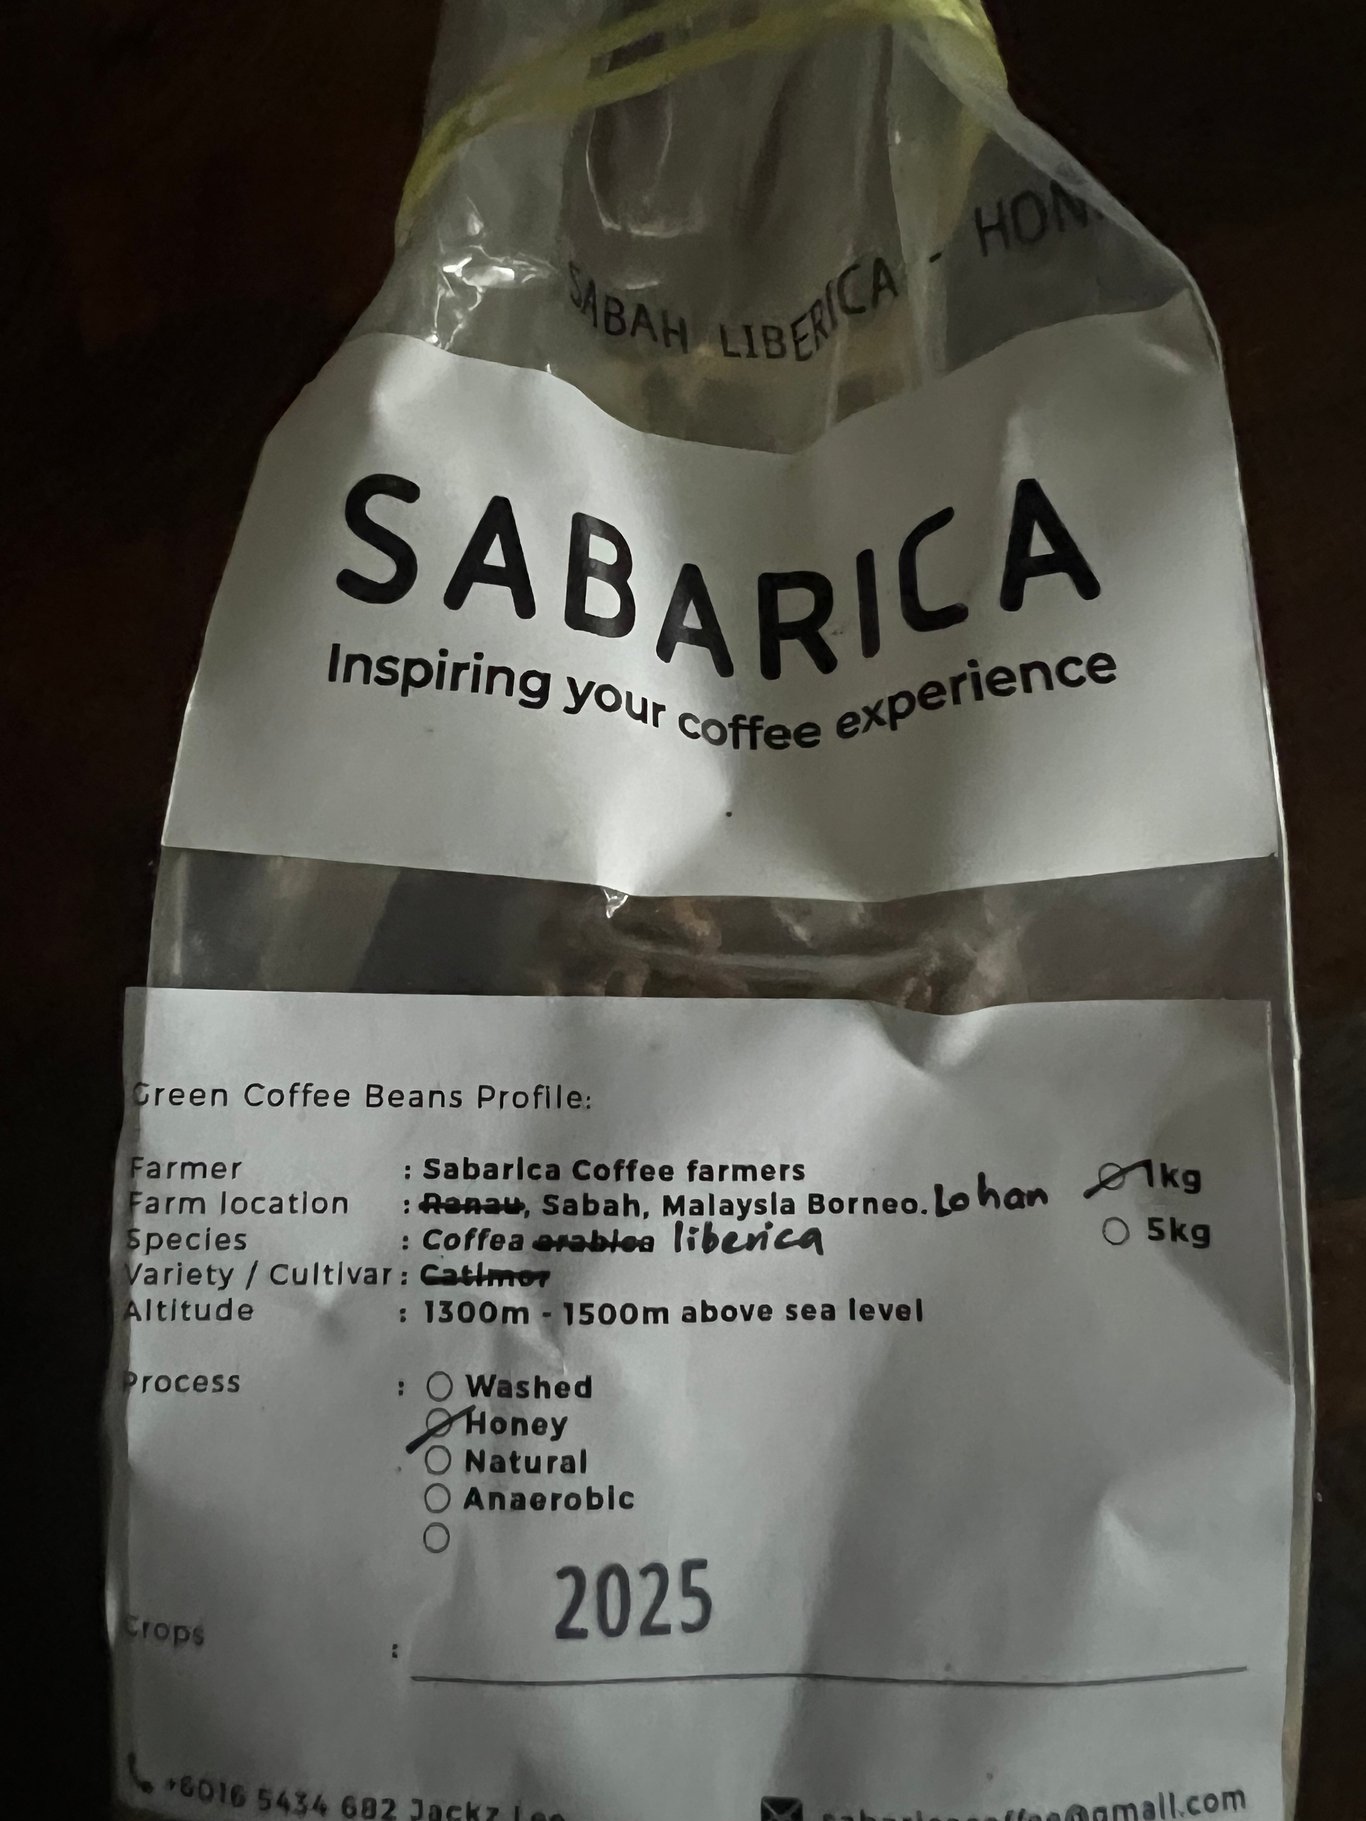 SABAH LIBERICA -
SABARICA
Inspiring your coffee experience
Green Coffee Beans Profile:
Farmer : Sabarica Coffee farmers
Farm location : Ranau, Sabah, Malaysia Borneo. Lohan
1kg
Species : Coffea arabica liberica
5kg
Variety / Cultivar : Catimor
Altitude : 1300m - 1500m above sea level
Process : Washed
Honey
Natural
Anaerobic
Crops : 2025
+6016 5434 682 Jackz